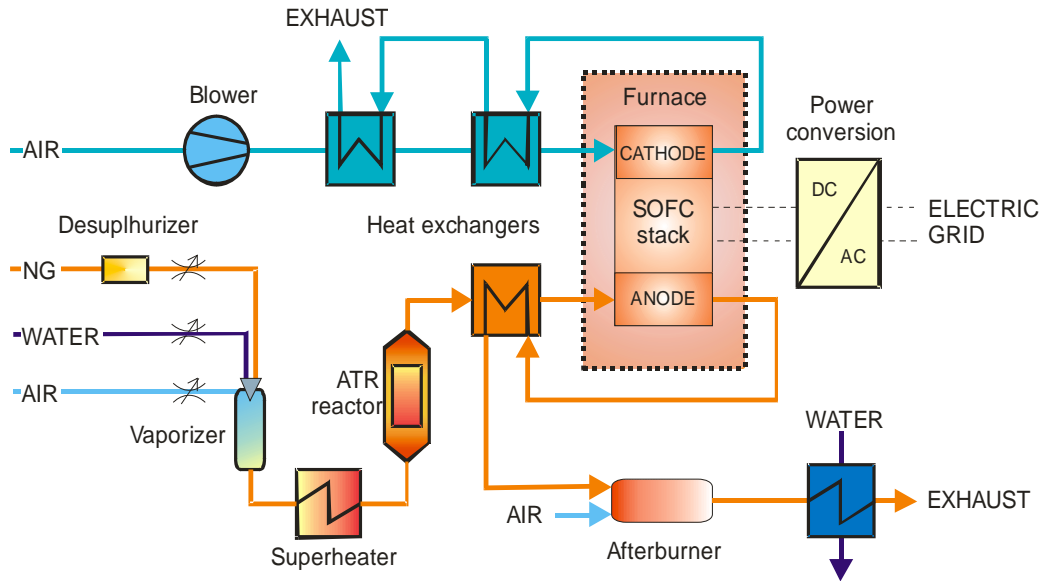 EXHAUST
Blower
Furnace
Power
conversion
AIR
CATHODE
DC
Desuplhurizer
Heat exchangers
SOFC
stack
ELECTRIC
GRID
AC
NG
ANODE
WATER
ATR
reactor
AIR
Vaporizer
WATER
AIR
EXHAUST
Superheater
Afterburner